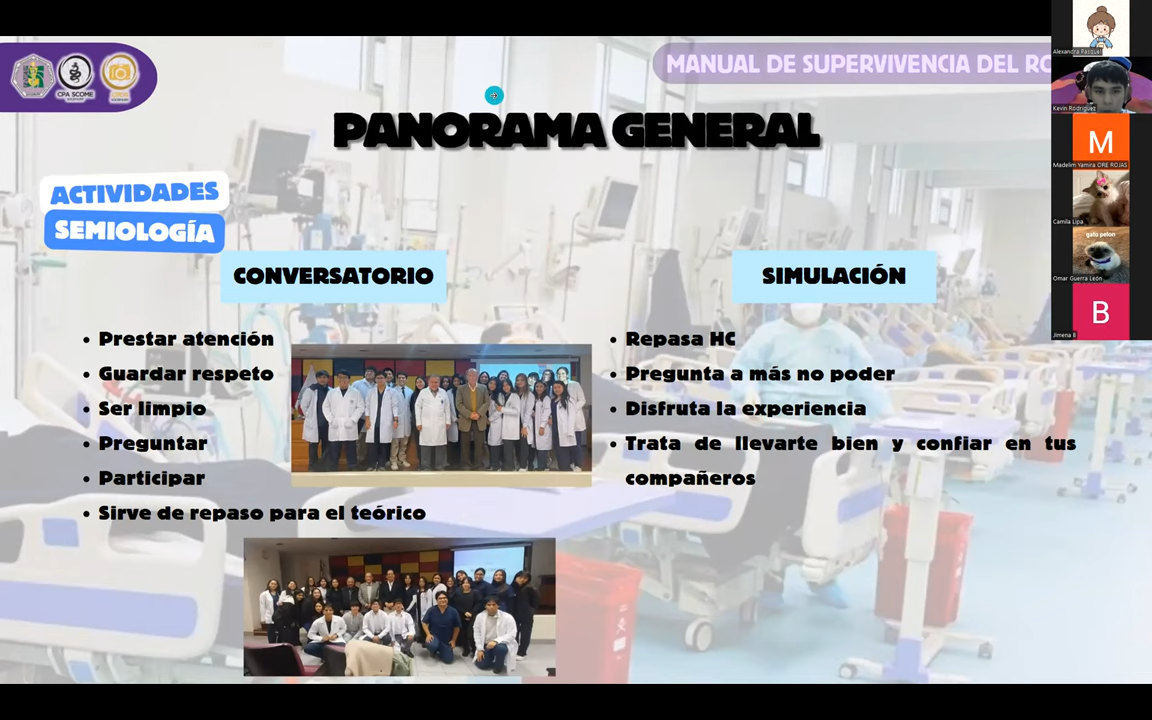 MANUAL DE SUPERVIVENCIA DEL RO
PANORAMA GENERAL
ACTIVIDADES
SEMIOLOGÍA
CONVERSATORIO
• Prestar atención
• Guardar respeto
• Ser limpio
• Preguntar
• Participar
• Sirve de repaso para el teórico
SIMULACIÓN
• Repasa HC
• Pregunta a más no poder
• Disfruta la experiencia
• Trata de llevarte bien y confiar en tus
compañeros
CPA SCOME
Alexandra Pasquel
Kevin Rodriguez
M
Madelim Yamira ORE ROJAS
Camila Lipa
gato pelon
Omar Guerra León
B
Jimena B